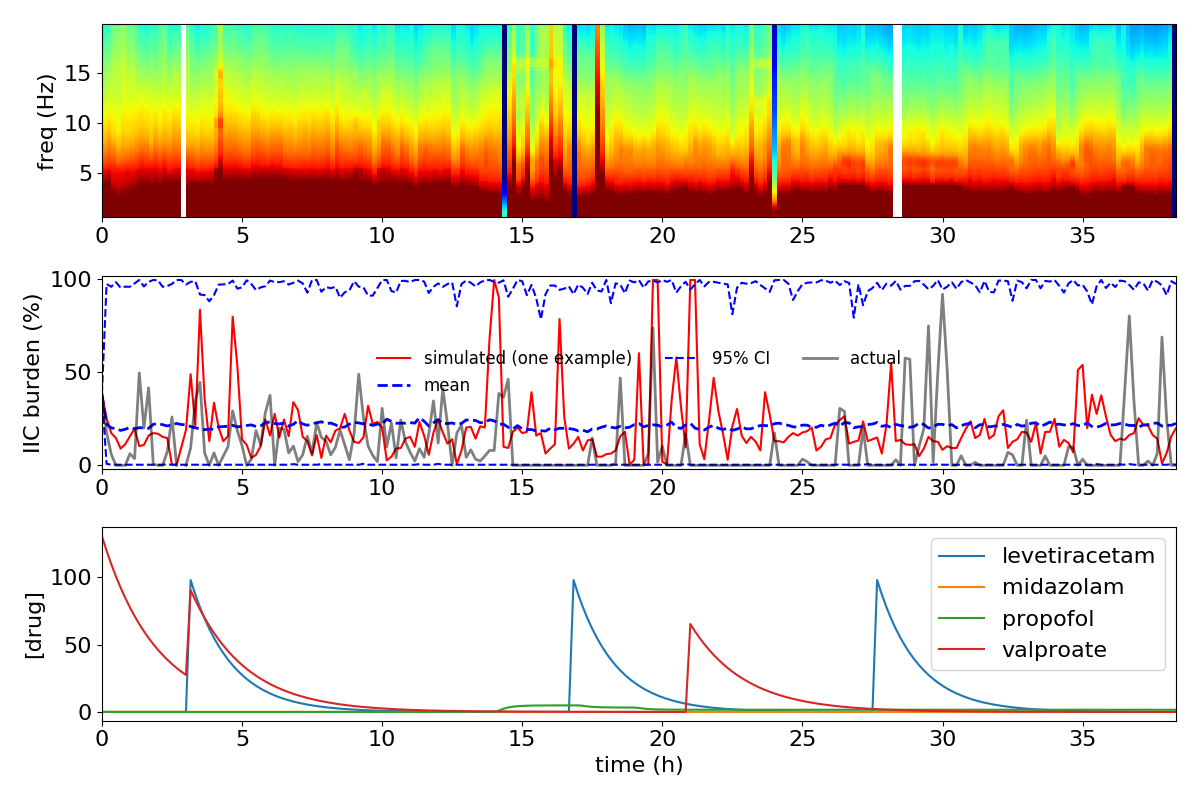 freq (Hz)
15
10
5
0 5 10 15 20 25 30 35
IIC burden (%)
100
50
0
simulated (one example) 95% CI actual
mean
0 5 10 15 20 25 30 35
[drug]
100
50
0
levetiracetam
midazolam
propofol
valproate
0 5 10 15 20 25 30 35
time (h)